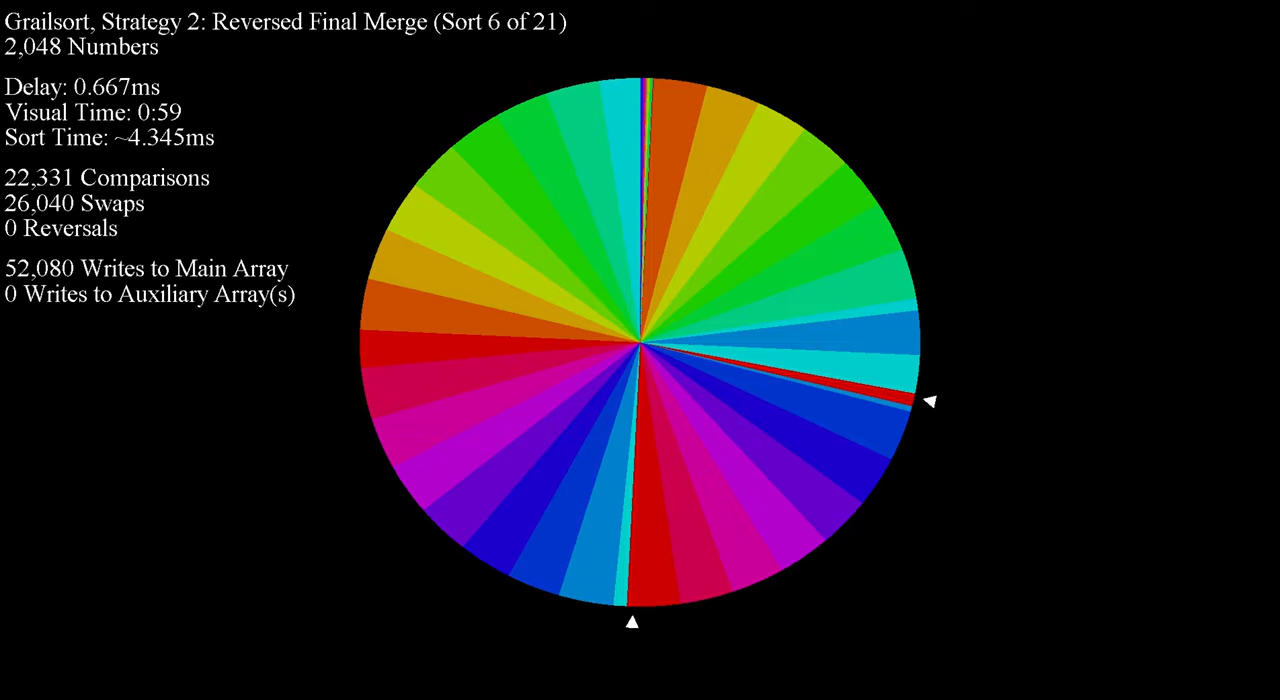 Grailsort, Strategy 2: Reversed Final Merge (Sort 6 of 21)
2,048 Numbers
Delay: 0.667ms
Visual Time: 0:59
Sort Time: ~4.345ms
22,331 Comparisons
26,040 Swaps
0 Reversals
52,080 Writes to Main Array
0 Writes to Auxiliary Array(s)